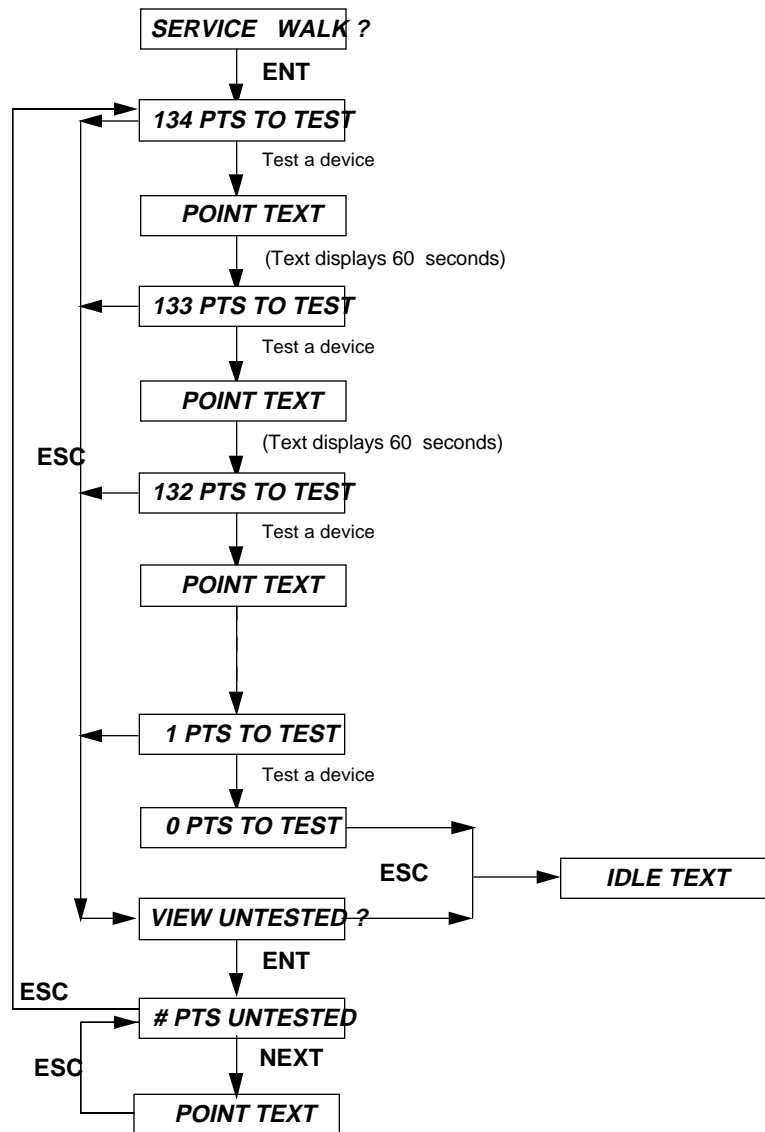 SERVICE WALK ?
ENT
134 PTS TO TEST
Test a device
POINT TEXT
(Text displays 60 seconds)
133 PTS TO TEST
Test a device
POINT TEXT
(Text displays 60 seconds)
ESC
132 PTS TO TEST
Test a device
POINT TEXT
1 PTS TO TEST
Test a device
0 PTS TO TEST
ESC
IDLE TEXT
VIEW UNTESTED ?
ENT
ESC
# PTS UNTESTED
NEXT
ESC
POINT TEXT